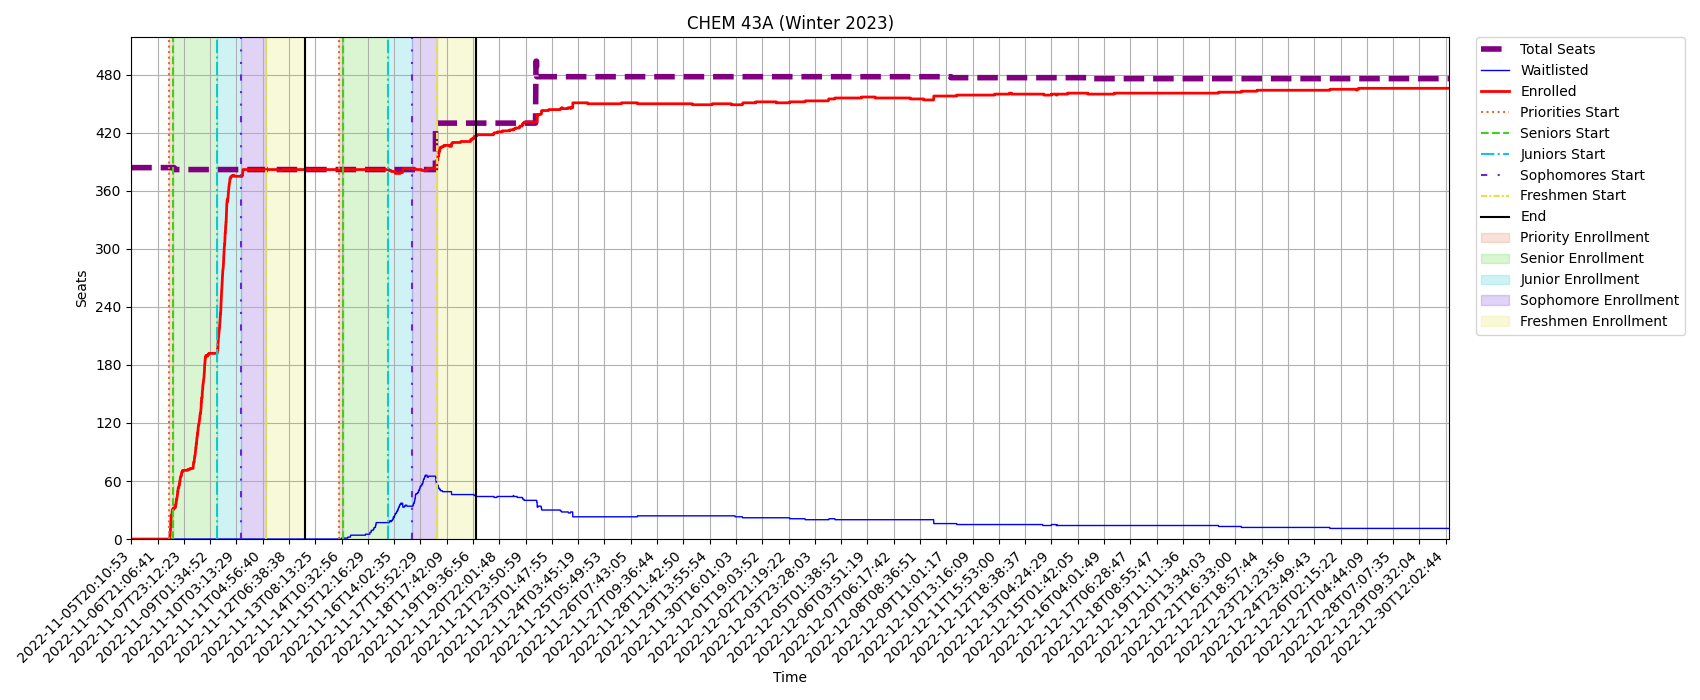 CHEM 43A (Winter 2023)
Seats
480
420
360
300
240
180
120
60
0
2022-11-05T20:10:53
2022-11-06T21:06:41
2022-11-07T23:12:23
2022-11-09T01:34:52
2022-11-10T03:13:29
2022-11-11T04:56:40
2022-11-12T06:38:38
2022-11-13T08:13:25
2022-11-14T10:32:56
2022-11-15T12:16:29
2022-11-16T14:02:35
2022-11-17T15:52:29
2022-11-18T17:42:09
2022-11-19T19:36:56
2022-11-20T22:01:48
2022-11-21T23:50:59
2022-11-23T01:47:55
2022-11-24T03:45:19
2022-11-25T05:49:53
2022-11-26T07:43:05
2022-11-27T09:36:44
2022-11-28T11:42:50
2022-11-29T13:55:54
2022-11-30T16:01:03
2022-12-01T19:03:52
2022-12-02T21:19:22
2022-12-03T23:28:03
2022-12-05T01:38:52
2022-12-06T03:51:19
2022-12-07T06:17:42
2022-12-08T08:36:51
2022-12-09T11:01:17
2022-12-10T13:16:09
2022-12-11T15:53:00
2022-12-12T18:38:37
2022-12-13T04:24:29
2022-12-15T01:42:05
2022-12-16T04:01:49
2022-12-17T06:28:47
2022-12-18T08:55:47
2022-12-19T11:11:36
2022-12-20T13:34:03
2022-12-21T16:33:00
2022-12-22T18:57:44
2022-12-23T21:23:56
2022-12-24T23:49:43
2022-12-26T02:15:22
2022-12-27T04:44:09
2022-12-28T07:07:35
2022-12-29T09:32:04
2022-12-30T12:02:44
Time
Total Seats
Waitlisted
Enrolled
Priorities Start
Seniors Start
Juniors Start
Sophomores Start
Freshmen Start
End
Priority Enrollment
Senior Enrollment
Junior Enrollment
Sophomore Enrollment
Freshmen Enrollment